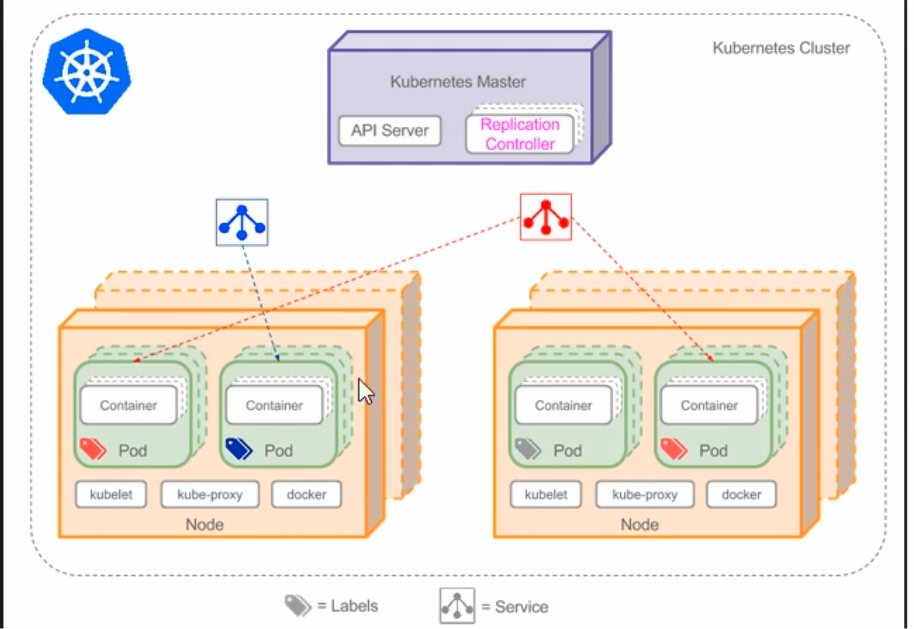 Kubernetes Cluster
Kubernetes Master
API Server
Replication
Controller
Container
Container
Container
Container
Pod
Pod
Pod
Pod
kubelet
kube-proxy
docker
kubelet
kube-proxy
docker
Node
Node
= Labels
= Service